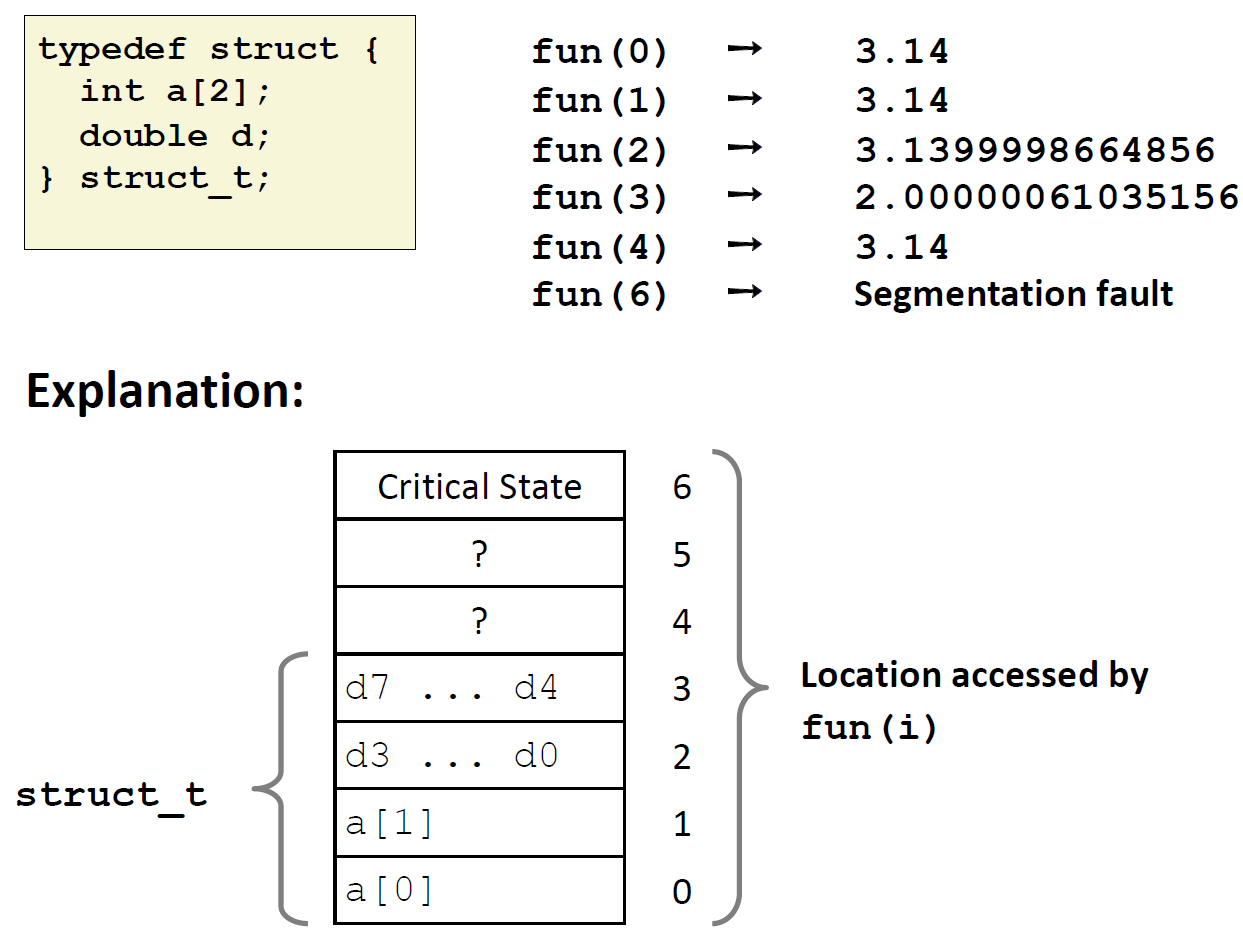 typedef struct {
  int a[2];
  double d;
} struct_t;
fun(0) → 3.14
fun(1) → 3.14
fun(2) → 3.1399998664856
fun(3) → 2.00000061035156
fun(4) → 3.14
fun(6) → Segmentation fault
Explanation:
Critical State 6
? 5
? 4
d7 ... d4 3
d3 ... d0 2
a[1] 1
a[0] 0
struct_t
Location accessed by
fun(i)